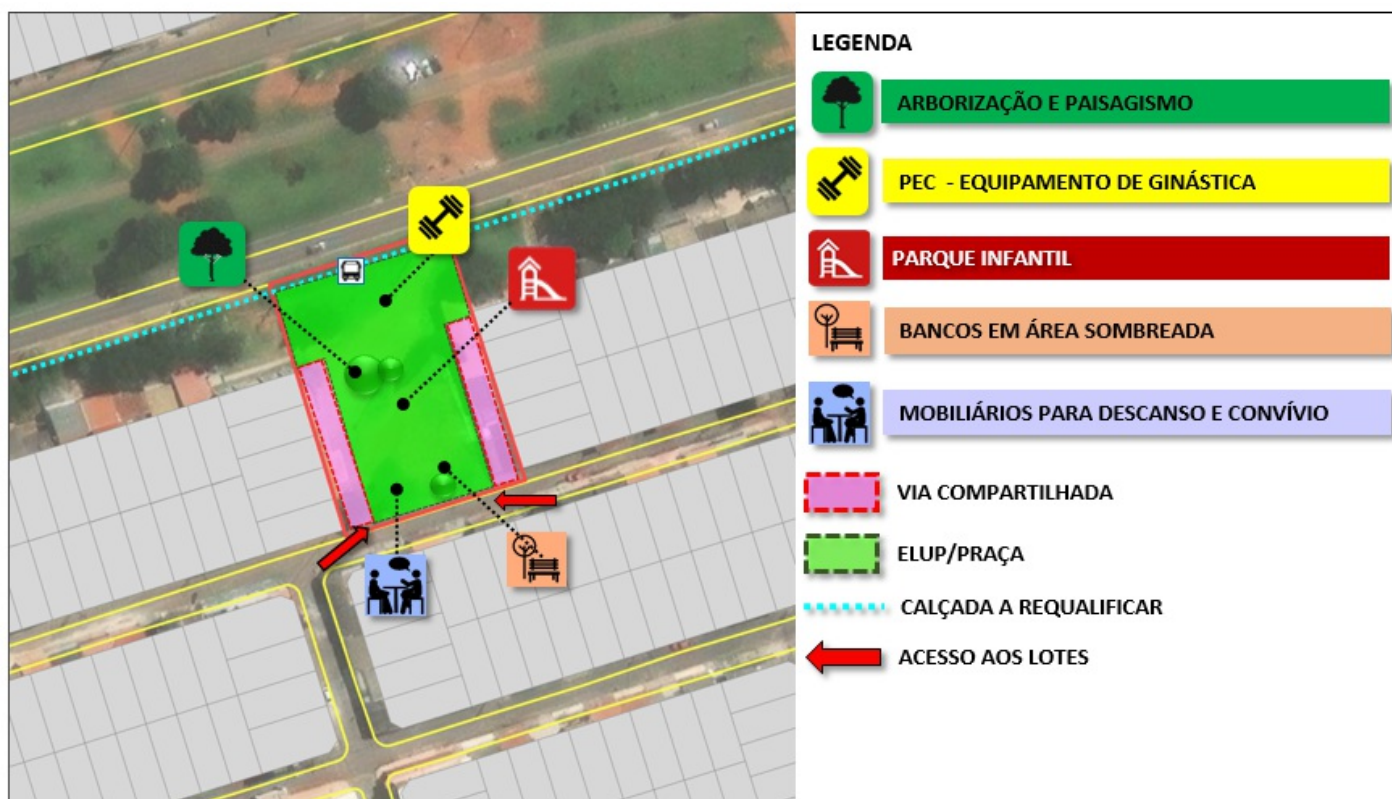 LEGENDA
ARBORIZAÇÃO E PAISAGISMO
PEC - EQUIPAMENTO DE GINÁSTICA
PARQUE INFANTIL
BANCOS EM ÁREA SOMBREADA
MOBILIÁRIOS PARA DESCANSO E CONVÍVIO
VIA COMPARTILHADA
ELUP/PRAÇA
CALÇADA A REQUALIFICAR
ACESSO AOS LOTES